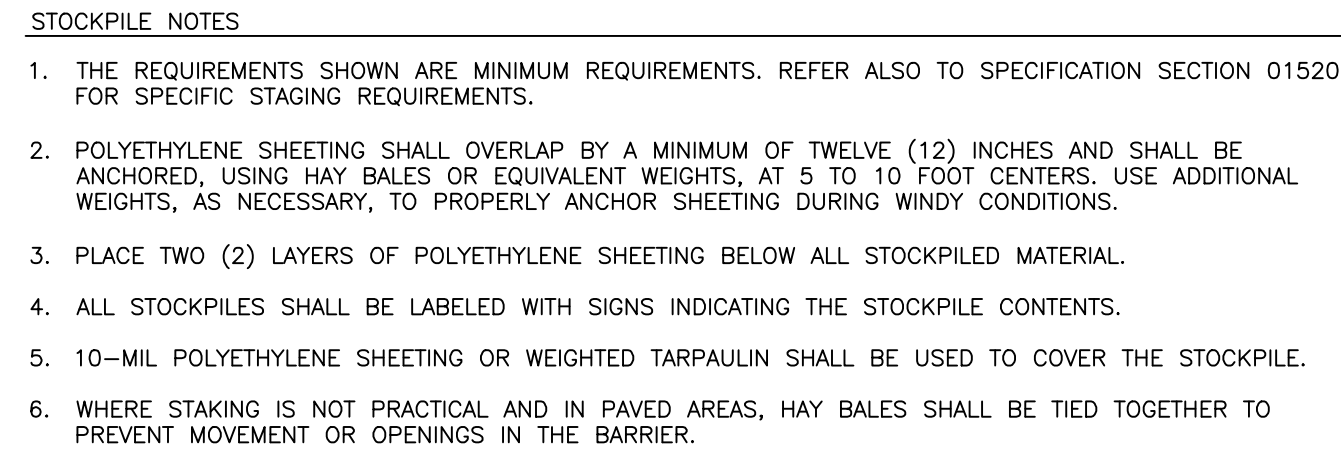 STOCKPILE NOTES
1. THE REQUIREMENTS SHOWN ARE MINIMUM REQUIREMENTS. REFER ALSO TO SPECIFICATION SECTION 01520
FOR SPECIFIC STAGING REQUIREMENTS.
2. POLYETHYLENE SHEETING SHALL OVERLAP BY A MINIMUM OF TWELVE (12) INCHES AND SHALL BE
ANCHORED, USING HAY BALES OR EQUIVALENT WEIGHTS, AT 5 TO 10 FOOT CENTERS. USE ADDITIONAL
WEIGHTS, AS NECESSARY, TO PROPERLY ANCHOR SHEETING DURING WINDY CONDITIONS.
3. PLACE TWO (2) LAYERS OF POLYETHYLENE SHEETING BELOW ALL STOCKPILED MATERIAL.
4. ALL STOCKPILES SHALL BE LABELED WITH SIGNS INDICATING THE STOCKPILE CONTENTS.
5. 10-MIL POLYETHYLENE SHEETING OR WEIGHTED TARPAULIN SHALL BE USED TO COVER THE STOCKPILE.
6. WHERE STAKING IS NOT PRACTICAL AND IN PAVED AREAS, HAY BALES SHALL BE TIED TOGETHER TO
PREVENT MOVEMENT OR OPENINGS IN THE BARRIER.